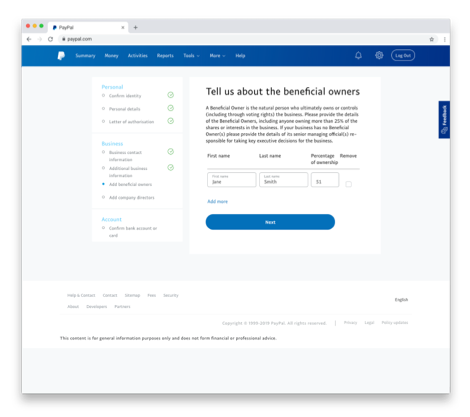 PayPal
paypal.com
Summary Money Activities Reports Tools More Help Log Out
Feedback
Personal
Confirm identity
Personal details
Letter of authorisation
Business
Business contact
information
Additional business
information
Add beneficial owners
Add company directors
Account
Confirm bank account or
card
Tell us about the beneficial owners
A Beneficial Owner is the natural person who ultimately owns or controls
(including through voting rights) the business. Please provide the details
of the Beneficial Owners, including anyone owning more than 25% of the
shares or interests in the business. If your business has no Beneficial
Owner(s) please provide the details of its senior managing official(s) re-
sponsible for taking key executive decisions for the business.
First name Last name Percentage Remove
of ownership
First name Last name
Jane Smith 51
Add more
Next
Help & Contact Contact Sitemap Fees Security
About Developers Partners
English
Copyright © 1999-2019 PayPal. All rights reserved. | Privacy Legal Policy updates
This content is for general information purposes only and does not form financial or professional advice.